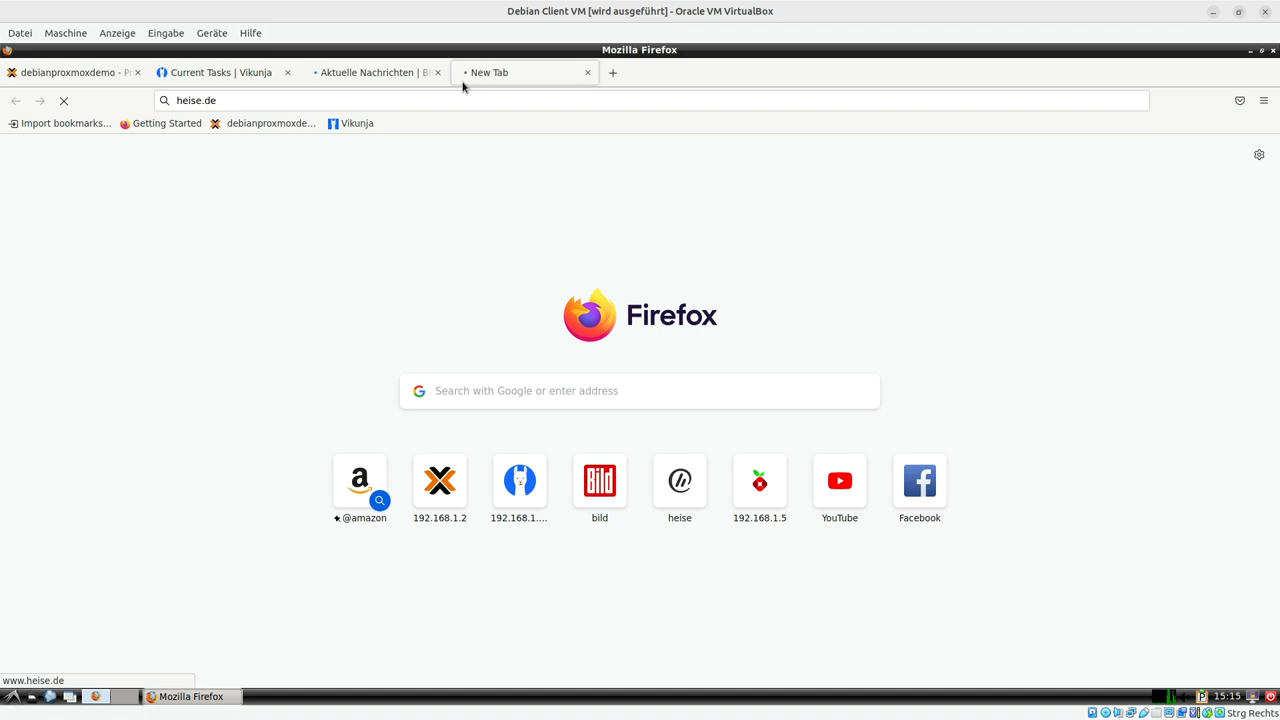 Debian Client VM [wird ausgeführt] - Oracle VM VirtualBox
Datei Maschine Anzeige Eingabe Geräte Hilfe
Mozilla Firefox
debianproxmoxdemo - Pr Current Tasks | Vikunja Aktuelle Nachrichten | Bi New Tab
heise.de
Import bookmarks... Getting Started debianproxmoxde... Vikunja
Firefox
Search with Google or enter address
a
Bild
@amazon 192.168.1.2 192.168.1.... bild heise 192.168.1.5 YouTube Facebook
www.heise.de
Mozilla Firefox 15:15
Strg Rechts